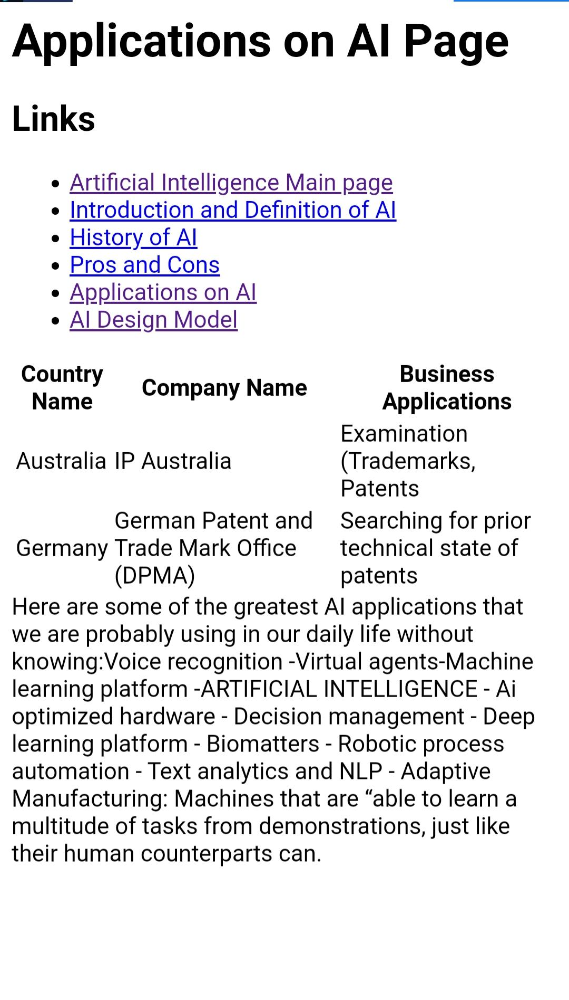 Applications on AI Page
Links
Artificial Intelligence Main page
Introduction and Definition of AI
History of AI
Pros and Cons
Applications on AI
AI Design Model
Country
Name
Company Name
Business
Applications
Australia
IP Australia
Examination
(Trademarks,
Patents
Germany
German Patent and
Trade Mark Office
(DPMA)
Searching for prior
technical state of
patents
Here are some of the greatest AI applications that
we are probably using in our daily life without
knowing:Voice recognition -Virtual agents-Machine
learning platform -ARTIFICIAL INTELLIGENCE - Ai
optimized hardware - Decision management - Deep
learning platform - Biomatters - Robotic process
automation - Text analytics and NLP - Adaptive
Manufacturing: Machines that are “able to learn a
multitude of tasks from demonstrations, just like
their human counterparts can.